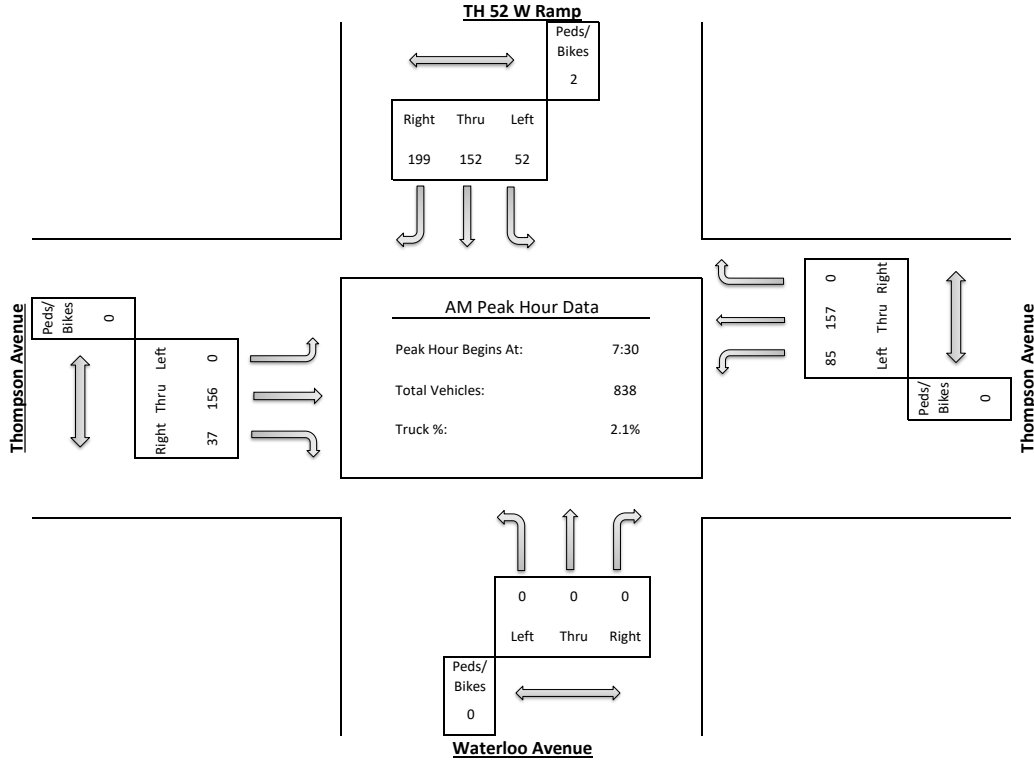 TH 52 W Ramp
Peds/
Bikes
2
Right Thru Left
199 152 52
Thompson Avenue
Peds/
Bikes
0
Right Thru Left
37 156 0
AM Peak Hour Data
Peak Hour Begins At: 7:30
Total Vehicles: 838
Truck %: 2.1%
85 157 0
Left Thru Right
Peds/
Bikes
0
Thompson Avenue
0 0 0
Left Thru Right
Peds/
Bikes
0
Waterloo Avenue